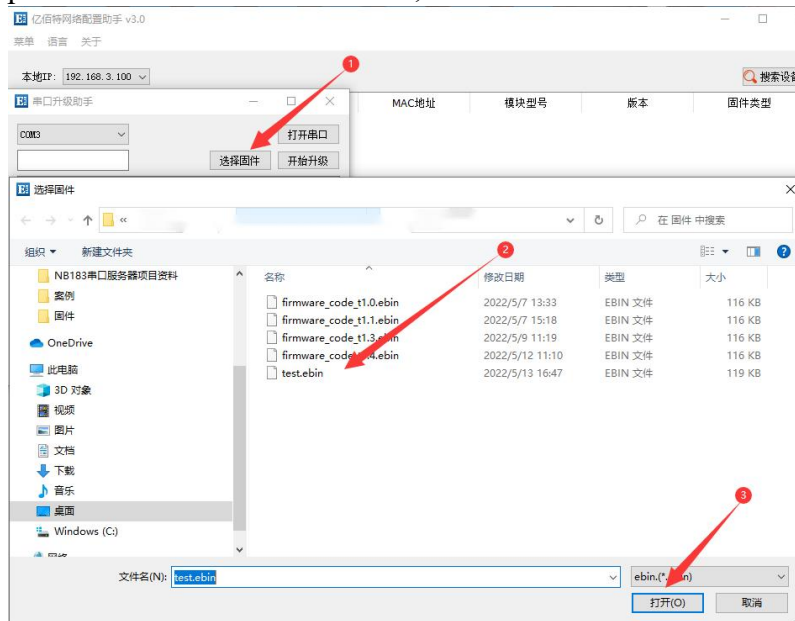 亿佰特网络配置助手 v3.0
菜单 语言 关于
本地IP: 192.168.3.100
搜索设备
串口升级助手
MAC地址 模块型号 版本 固件类型
COM3
打开串口
选择固件 开始升级
选择固件
«
在 固件 中搜索
组织 新建文件夹
NB183串口服务器项目资料
案例
固件
OneDrive
此电脑
3D 对象
视频
图片
文档
下载
音乐
桌面
Windows (C:)
名称 修改日期 类型 大小
firmware_code_t1.0.ebin 2022/5/7 13:33 EBIN 文件 116 KB
firmware_code_t1.1.ebin 2022/5/7 15:18 EBIN 文件 116 KB
firmware_code_t1.3.ebin 2022/5/9 11:19 EBIN 文件 116 KB
2022/5/12 11:10 EBIN 文件 116 KB
test.ebin 2022/5/13 16:47 EBIN 文件 119 KB
文件名(N): test.ebin
打开(O) 取消
1
2
3